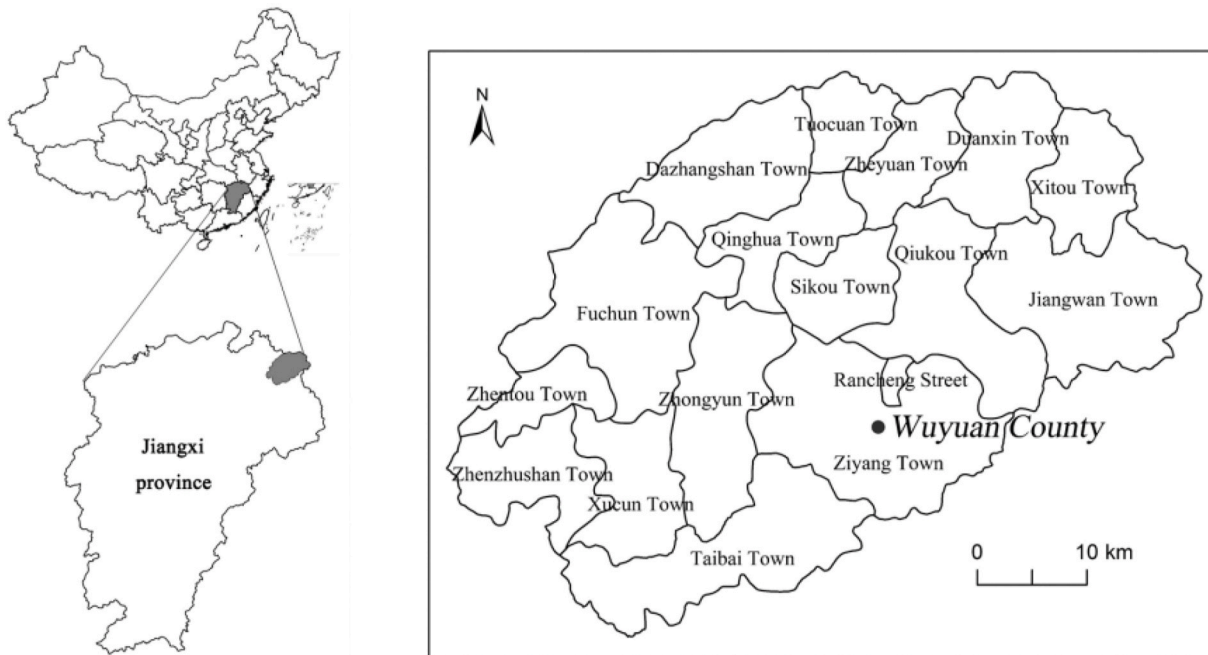 Jiangxi
province
N
Tuocuan Town
Duanxin Town
Dazhangshan Town
Zheyuan Town
Xitou Town
Qinghua Town
Qiukou Town
Sikou Town
Jiangwan Town
Fuchun Town
Rancheng Street
Zhentou Town
Zhongyun Town
Wuyuan County
Zhenzhushan Town
Ziyang Town
Xucun Town
Taibai Town
0 10 km